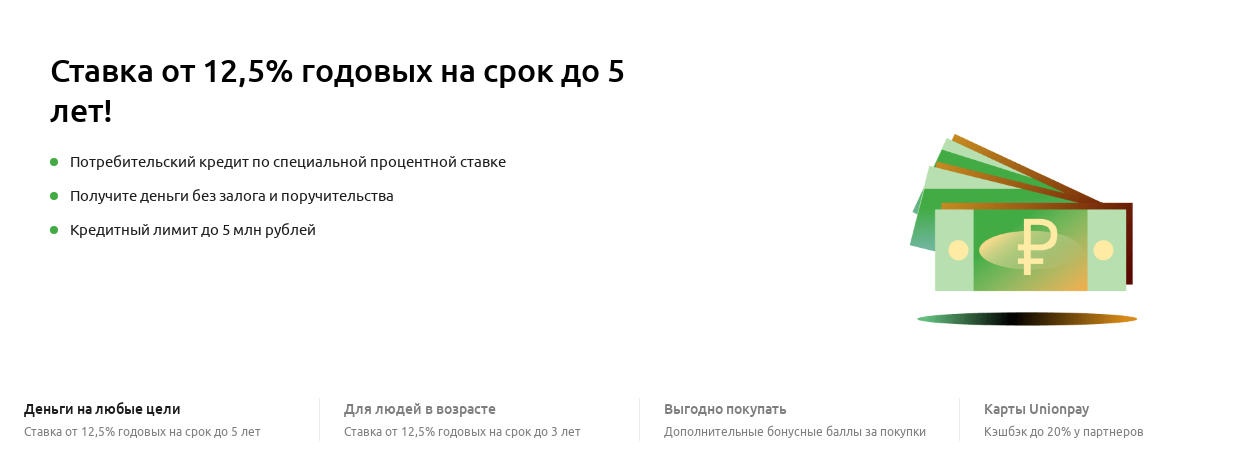 Ставка от 12,5% годовых на срок до 5
лет!
Потребительский кредит по специальной процентной ставке
Получите деньги без залога и поручительства
Кредитный лимит до 5 млн рублей
₽
Деньги на любые цели
Ставка от 12,5% годовых на срок до 5 лет
Для людей в возрасте
Ставка от 12,5% годовых на срок до 3 лет
Выгодно покупать
Дополнительные бонусные баллы за покупки
Карты Unionpay
Кэшбэк до 20% у партнеров